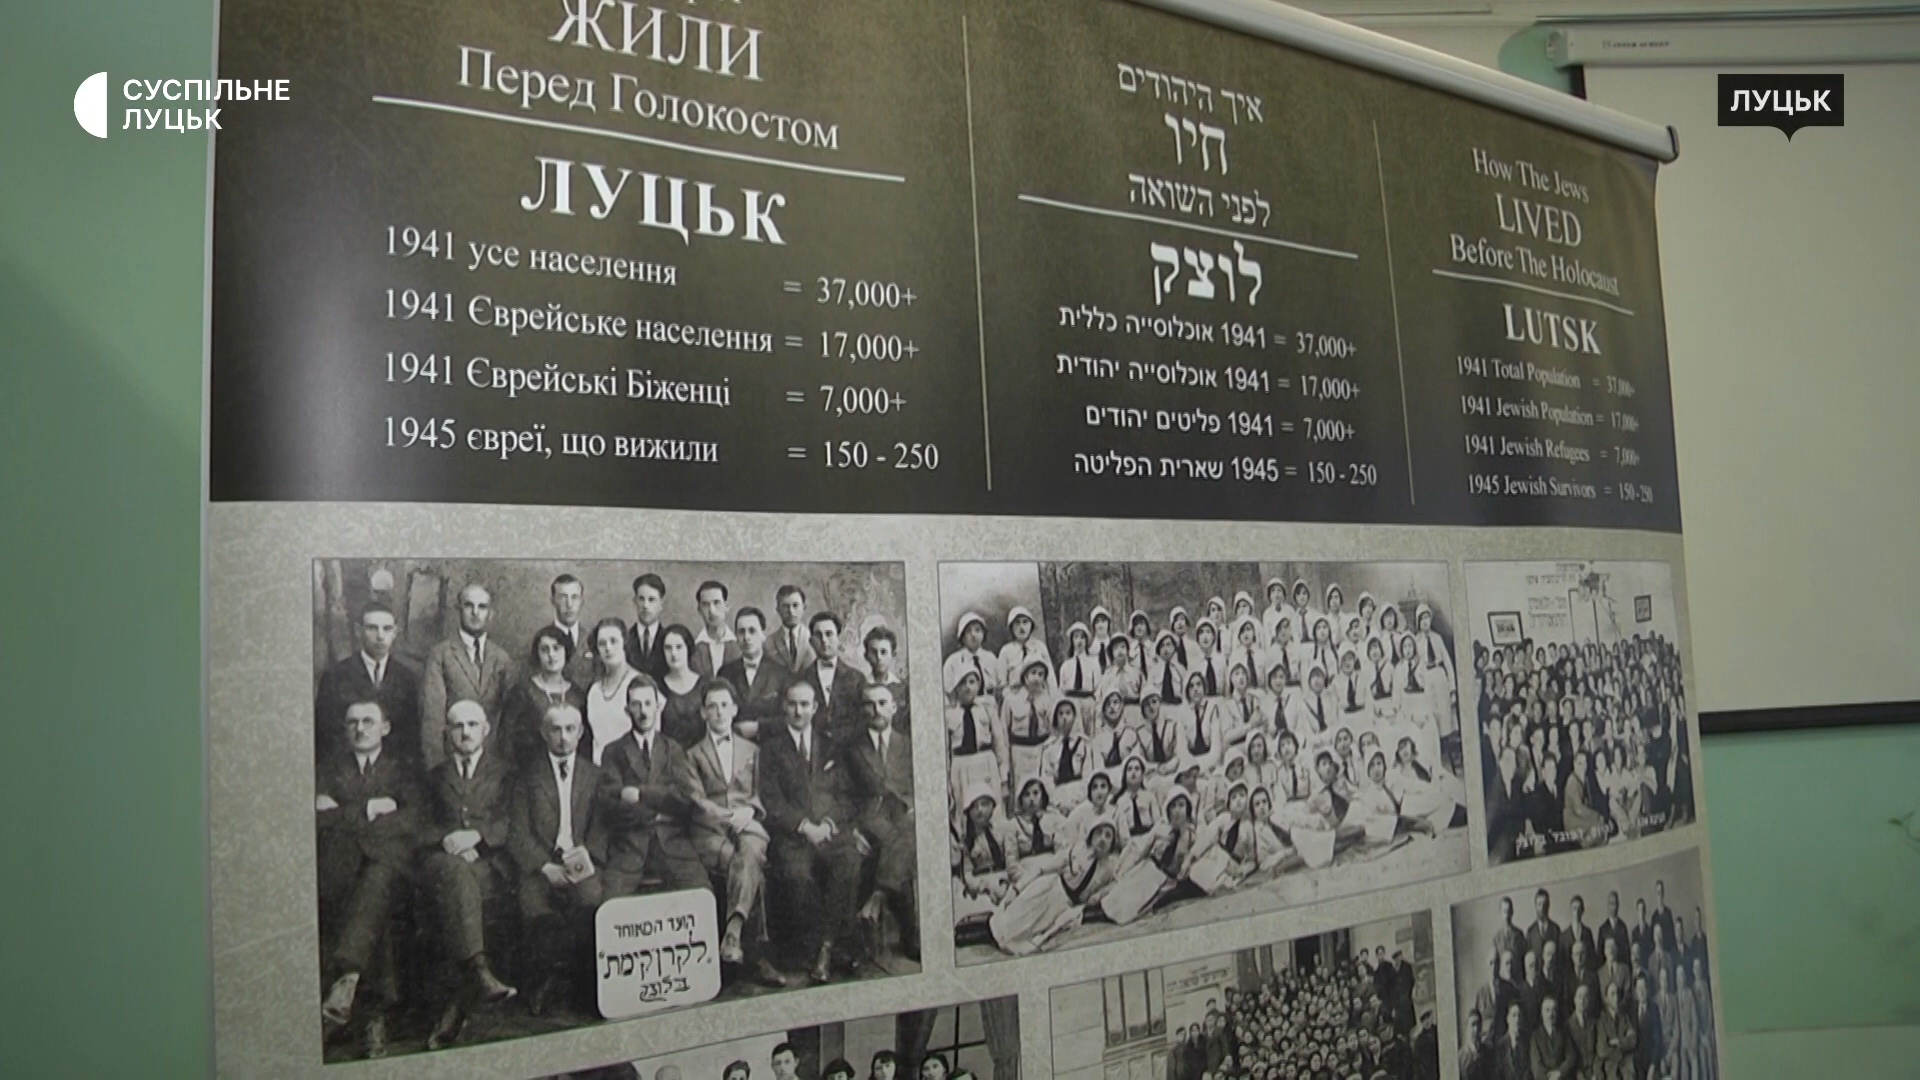 СУСПІЛЬНЕ
ЛУЦЬК
ЛУЦЬК
ЖИЛИ
Перед Голокостом
ЛУЦЬК
1941 усе населення = 37,000+
1941 Єврейське населення = 17,000+
1941 Єврейські Біженці = 7,000+
1945 євреї, що вижили = 150 - 250
איך היהודים
חיו
לפני השואה
לוצק
1941 אוכלוסייה כללית = 37,000+
1941 אוכלוסייה יהודית = 17,000+
1941 פליטים יהודים = 7,000+
1945 שארית הפליטה = 150 - 250
How The Jews
LIVED
Before The Holocaust
LUTSK
1941 Total Population = 37,000+
1941 Jewish Population = 17,000+
1941 Jewish Refugees = 7,000+
1945 Jewish Survivors = 150-250
הועד המאוחד
"לקרן קימת"
בלוצק